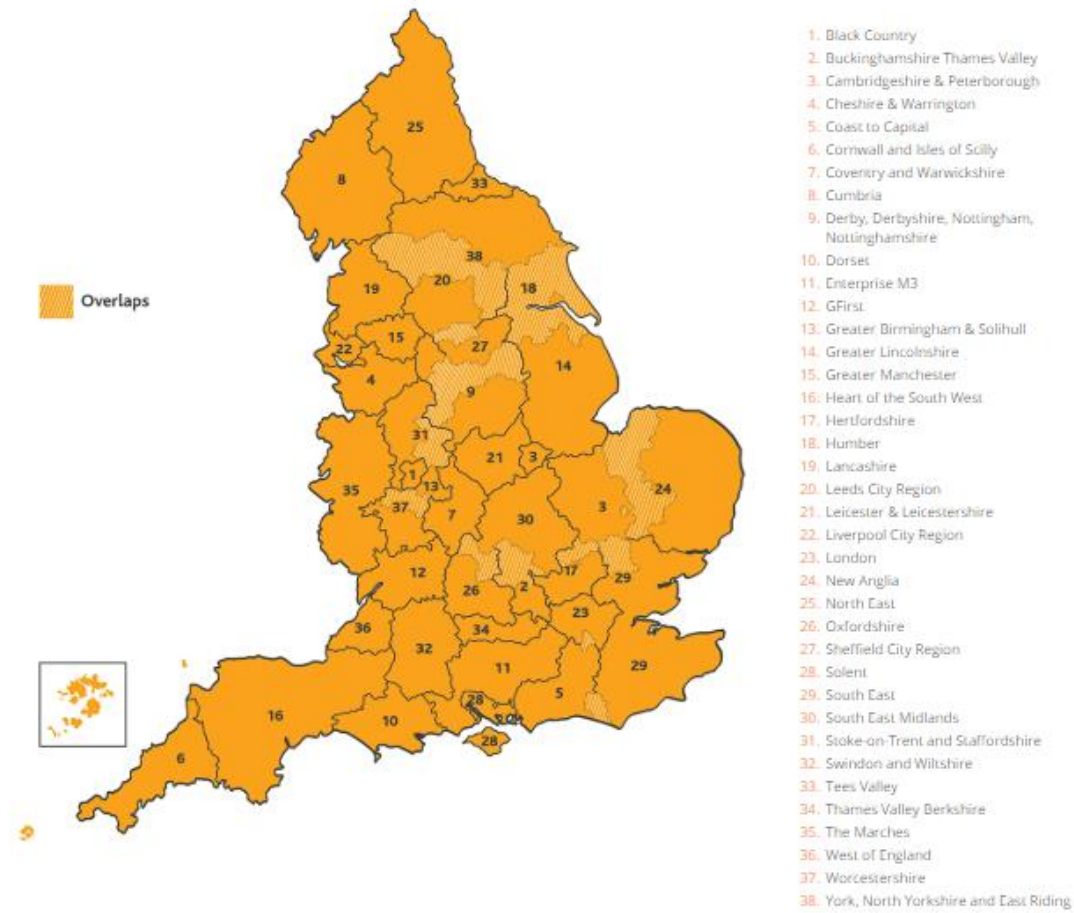 25
8
33
38
20
18
19
15
27
22
14
4
9
31
21
3
1
13
35
24
37
3
7
30
12
17
26
2
29
23
36
34
32
11
29
5
28
16
10
28
6
Overlaps
1. Black Country
2. Buckinghamshire Thames Valley
3. Cambridgeshire & Peterborough
4. Cheshire & Warrington
5. Coast to Capital
6. Cornwall and Isles of Scilly
7. Coventry and Warwickshire
8. Cumbria
9. Derby, Derbyshire, Nottingham,
Nottinghamshire
10. Dorset
11. Enterprise M3
12. GFirst
13. Greater Birmingham & Solihull
14. Greater Lincolnshire
15. Greater Manchester
16. Heart of the South West
17. Hertfordshire
18. Humber
19. Lancashire
20. Leeds City Region
21. Leicester & Leicestershire
22. Liverpool City Region
23. London
24. New Anglia
25. North East
26. Oxfordshire
27. Sheffield City Region
28. Solent
29. South East
30. South East Midlands
31. Stoke-on-Trent and Staffordshire
32. Swindon and Wiltshire
33. Tees Valley
34. Thames Valley Berkshire
35. The Marches
36. West of England
37. Worcestershire
38. York, North Yorkshire and East Riding